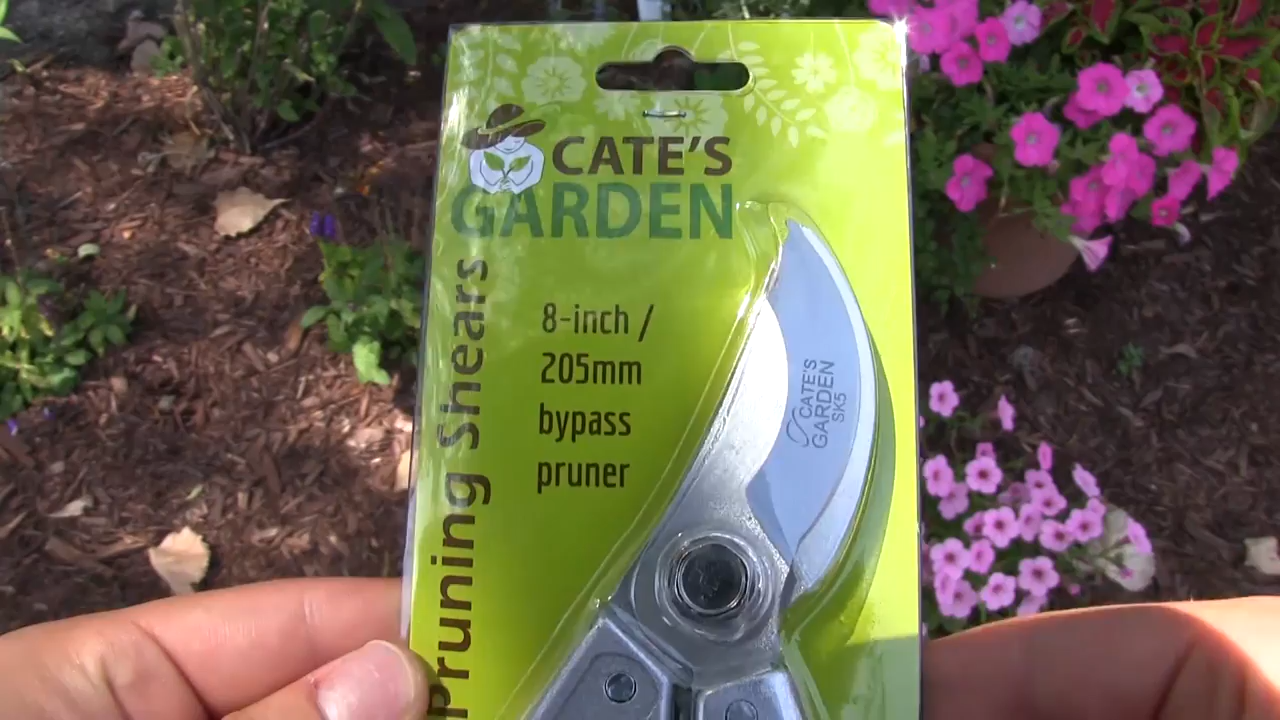 CATE'S
GARDEN
Pruning Shears
8-inch /
205mm
bypass
pruner
CATE'S
GARDEN
SK5